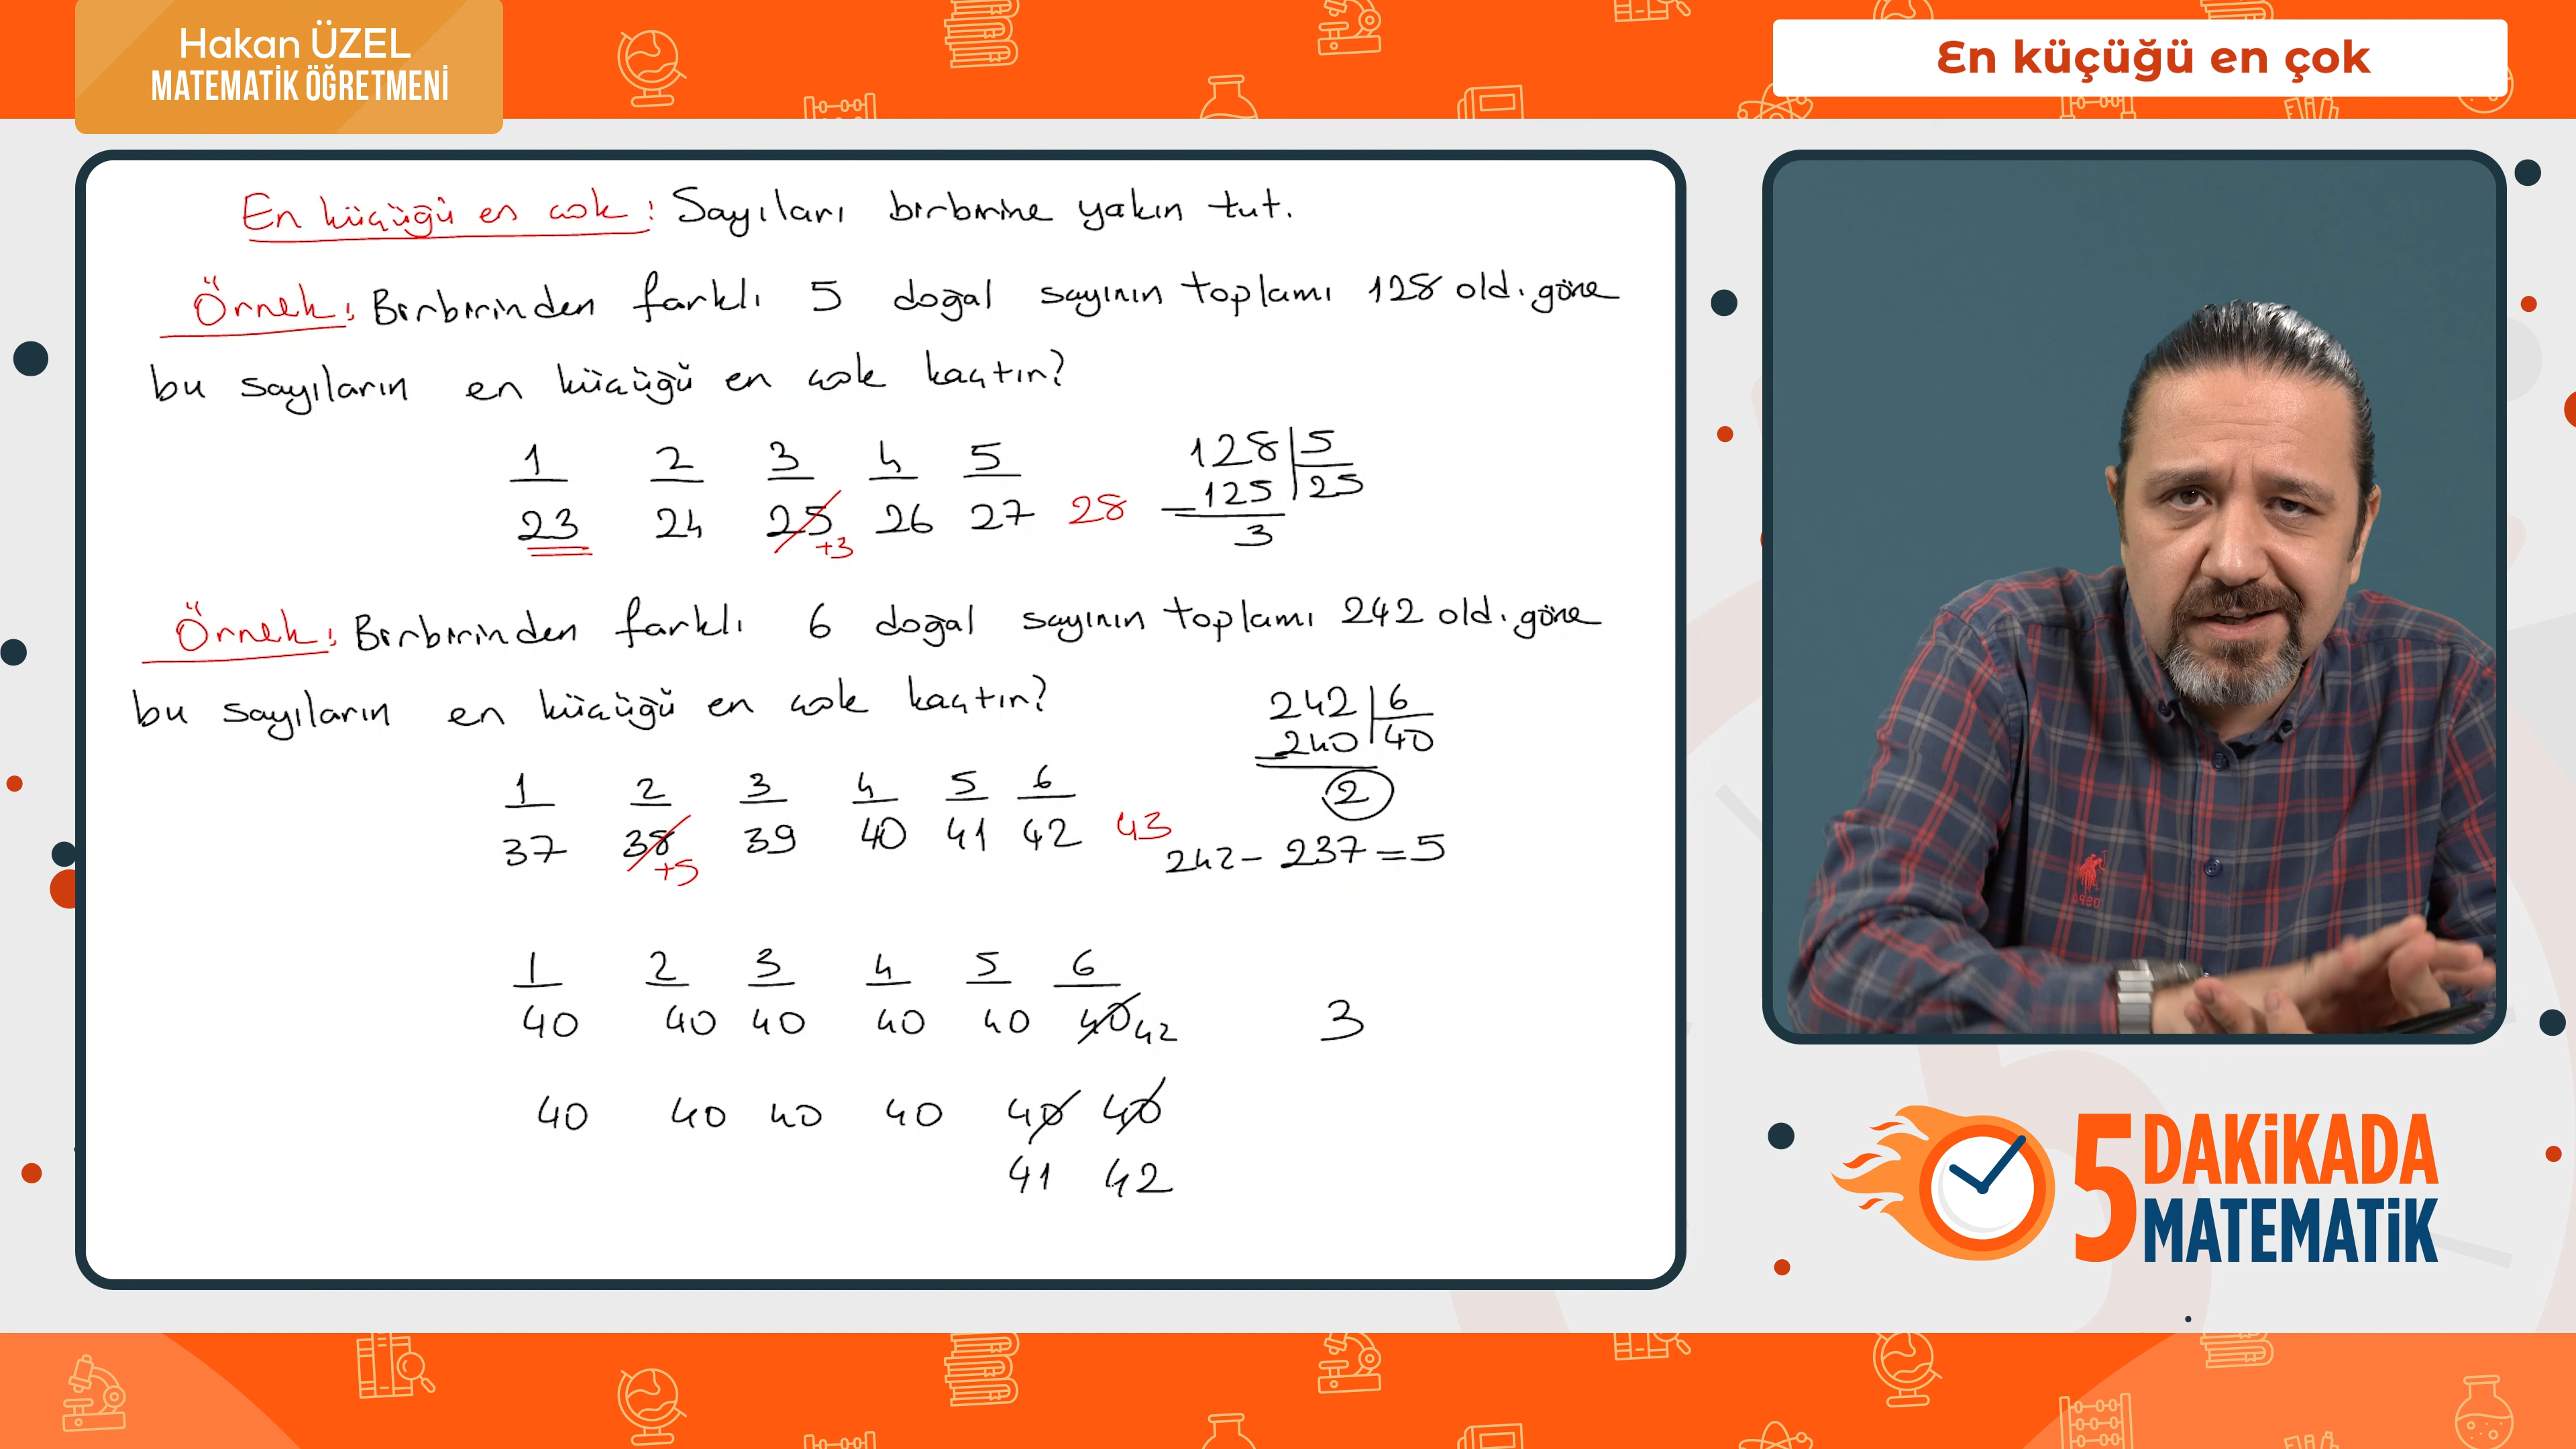 Hakan ÜZEL
MATEMATİK ÖĞRETMENİ
En küçüğü en çok
En küçüğü en çok : Sayıları birbirine yakın tut.
Örnek: Birbirinden farklı 5 doğal sayının toplamı 128 old. göre
bu sayıların en küçüğü en çok kaçtır?
1 2 3 4 5
23 24 25 26 27 28
+3
128 5
-125 25
3
Örnek: Birbirinden farklı 6 doğal sayının toplamı 242 old. göre
bu sayıların en küçüğü en çok kaçtır?
242 6
-240 40
2
1 2 3 4 5 6
37 38 39 40 41 42 43
+5
242 - 237 = 5
1 2 3 4 5 6
40 40 40 40 40 40 42 3
40 40 40 40 40 40
41 42
5 DAKİKADA
MATEMATİK